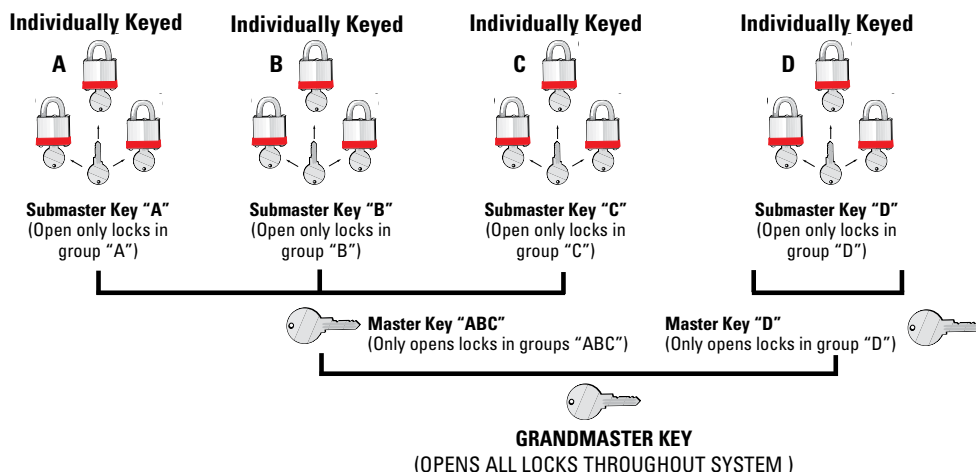 Individually Keyed
Individually Keyed
Individually Keyed
Individually Keyed
A
B
C
D
Submaster Key “A”
(Open only locks in
group “A”)
Submaster Key “B”
(Open only locks in
group “B”)
Submaster Key “C”
(Open only locks in
group “C”)
Submaster Key “D”
(Open only locks in
group “D”)
Master Key “ABC”
(Only opens locks in groups “ABC”)
Master Key “D”
(Only opens locks in group “D”)
GRANDMASTER KEY
(OPENS ALL LOCKS THROUGHOUT SYSTEM )